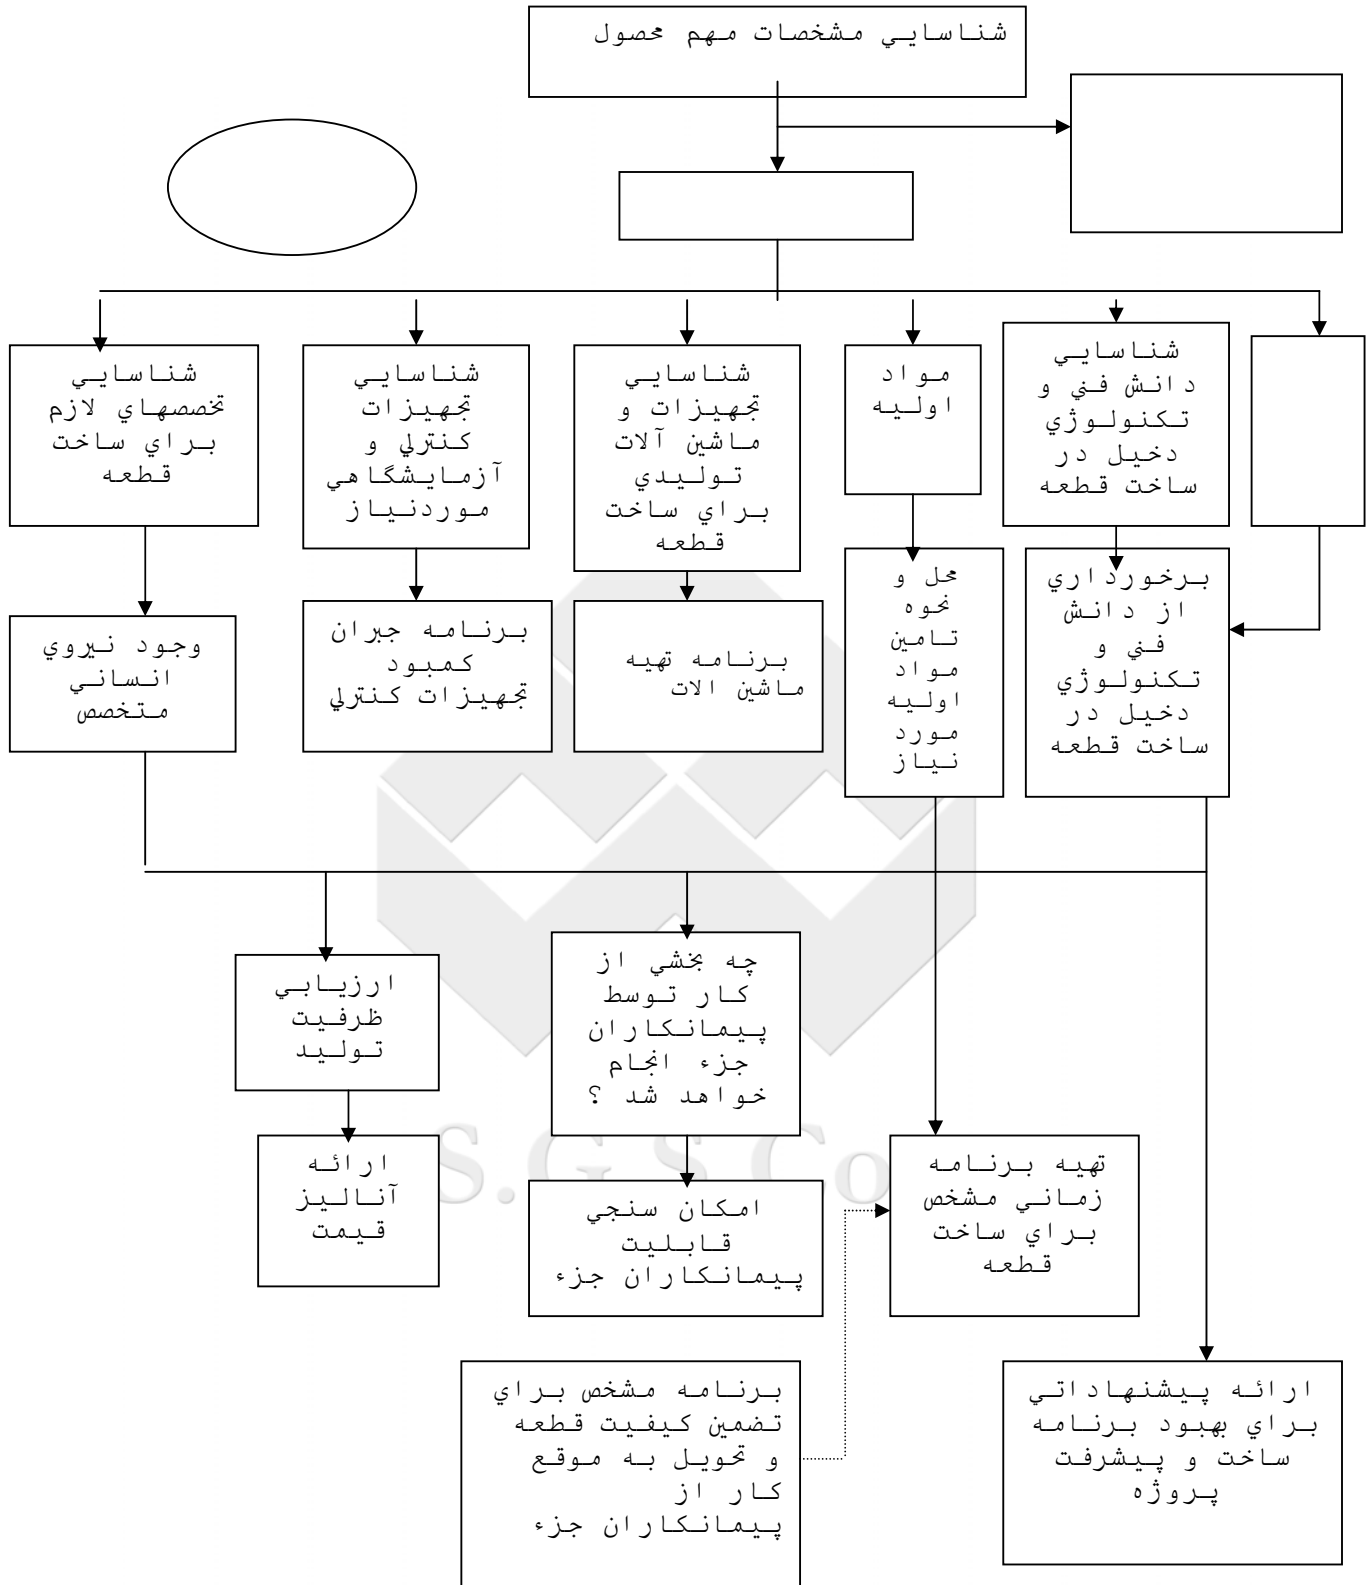 شناسايي مشخصات مهم محصول
شناسايي
دانش فني و
تكنولوژي
دخيل در
ساخت قطعه
مواد
اوليه
شناسايي
تجهيزات و
ماشين آلات
توليدي
براي ساخت
قطعه
شناسايي
تجهيزات
كنترلي و
آزمايشگاهي
موردنياز
شناسايي
تخصصهاي لازم
براي ساخت
قطعه
برخورداري
از دانش
فني و
تكنولوژي
دخيل در
ساخت قطعه
محل و
نحوه
تامين
مواد
اوليه
مورد
نياز
برنامه تهيه
ماشين الات
برنامه جبران
كمبود
تجهيزات كنترلي
وجود نيروي
انساني
متخصص
چه بخشي از
كار توسط
پيمانكاران
جزء انجام
خواهد شد ؟
ارزيابي
ظرفيت
توليد
تهيه برنامه
زماني مشخص
براي ساخت
قطعه
امكان سنجي
قابليت
پيمانكاران جزء
ارائه
آناليز
قيمت
S.G.S.Co
ارائه پيشنهاداتي
براي بهبود برنامه
ساخت و پيشرفت
پروژه
برنامه مشخص براي
تضمين كيفيت قطعه
و تحويل به موقع
كار از
پيمانكاران جزء